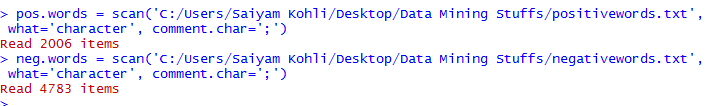 > pos.words = scan('C:/Users/Saiyam Kohli/Desktop/Data Mining Stuffs/positivewords.txt',
what='character', comment.char=';')
Read 2006 items
> neg.words = scan('C:/Users/Saiyam Kohli/Desktop/Data Mining Stuffs/negativewords.txt',
what='character', comment.char=';')
Read 4783 items
>